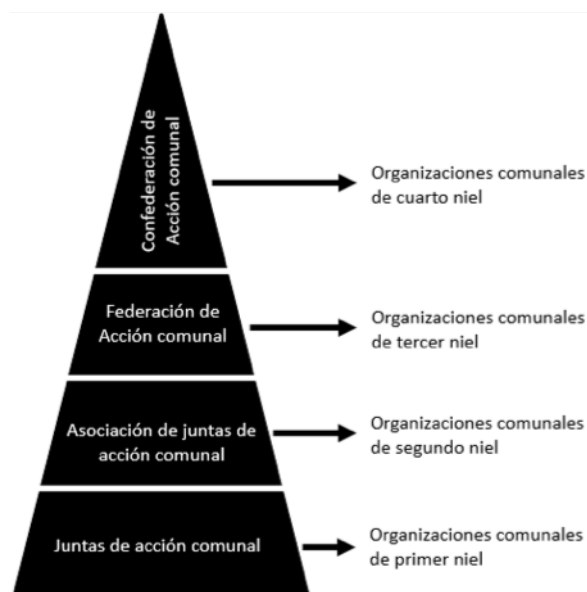 Confederación de
Acción comunal
Organizaciones comunales
de cuarto niel
Federación de
Acción comunal
Organizaciones comunales
de tercer niel
Asociación de juntas de
acción comunal
Organizaciones comunales
de segundo niel
Juntas de acción comunal
Organizaciones comunales
de primer niel